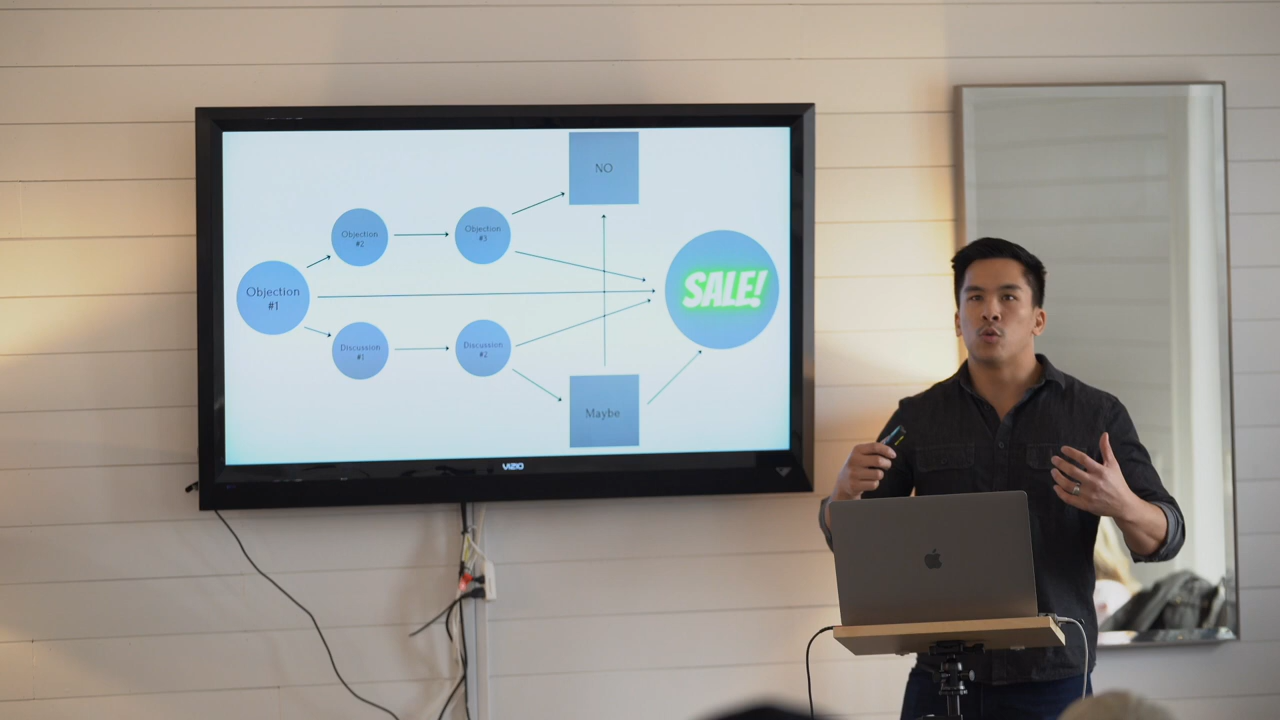 NO
Objection
#2
Objection
#3
Objection
#1
SALE!
Discussion
#1
Discussion
#2
Maybe
VIZIO